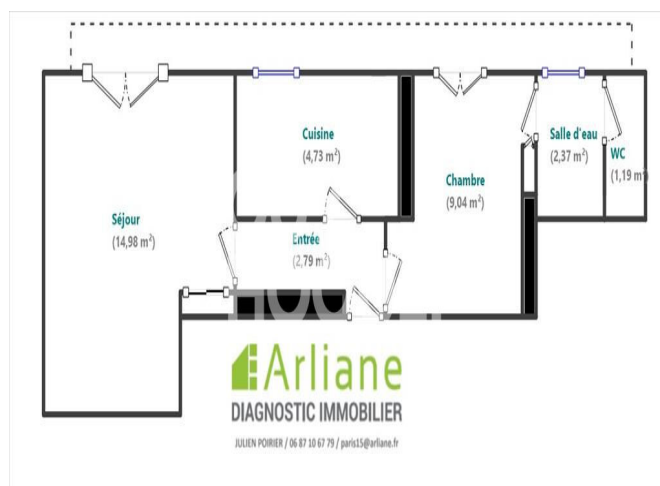 Cuisine
(4,73 m²)
Salle d'eau
(2,37 m²)
WC
(1,19 m²)
Chambre
(9,04 m²)
Séjour
(14,98 m²)
Entrée
(2,79 m²)
Arliane
DIAGNOSTIC IMMOBILIER
JULIEN POIRIER / 06 87 10 67 79 / paris15@arliane.fr